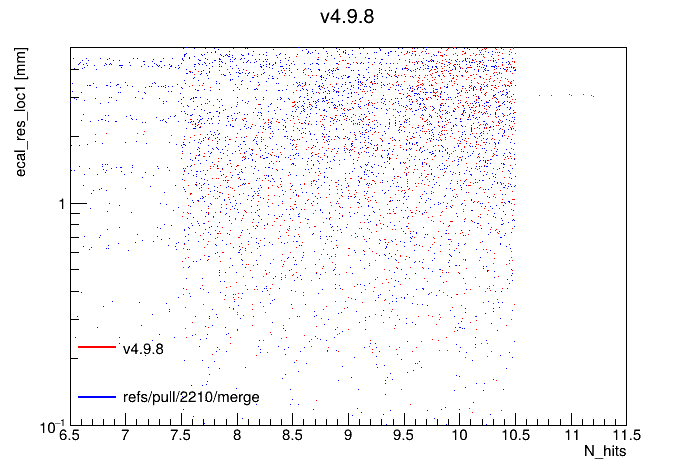 v4.9.8
ecal_res_loc1 [mm]
1
v4.9.8
refs/pull/2210/merge
10⁻¹
6.5 7 7.5 8 8.5 9 9.5 10 10.5 11 11.5
N_hits